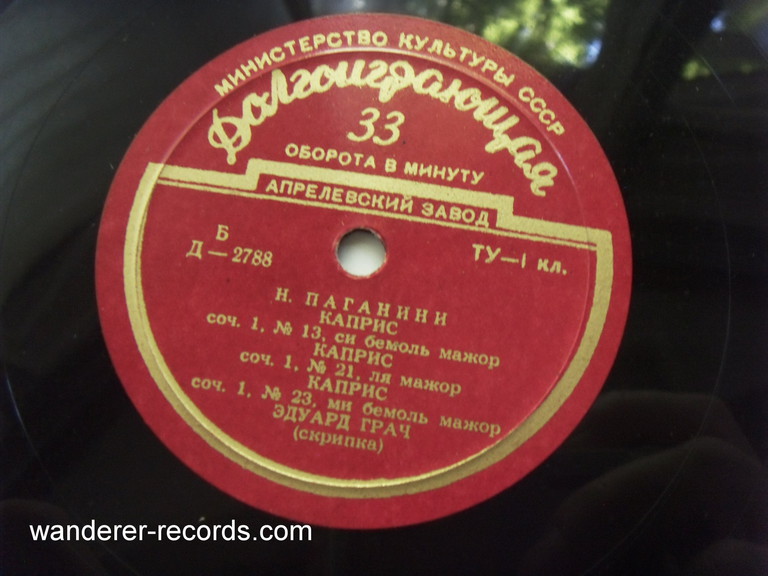 МИНИСТЕРСТВО КУЛЬТУРЫ СССР
Долгоиграющая
33
ОБОРОТА В МИНУТУ
АПРЕЛЕВСКИЙ ЗАВОД
Б
Д—2788
ТУ—1 кл.
Н. ПАГАНИНИ
КАПРИС
соч. 1, № 13, си бемоль мажор
КАПРИС
соч. 1, № 21, ля мажор
КАПРИС
соч. 1, № 23, ми бемоль мажор
ЭДУАРД ГРАЧ
(скрипка)
wanderer-records.com